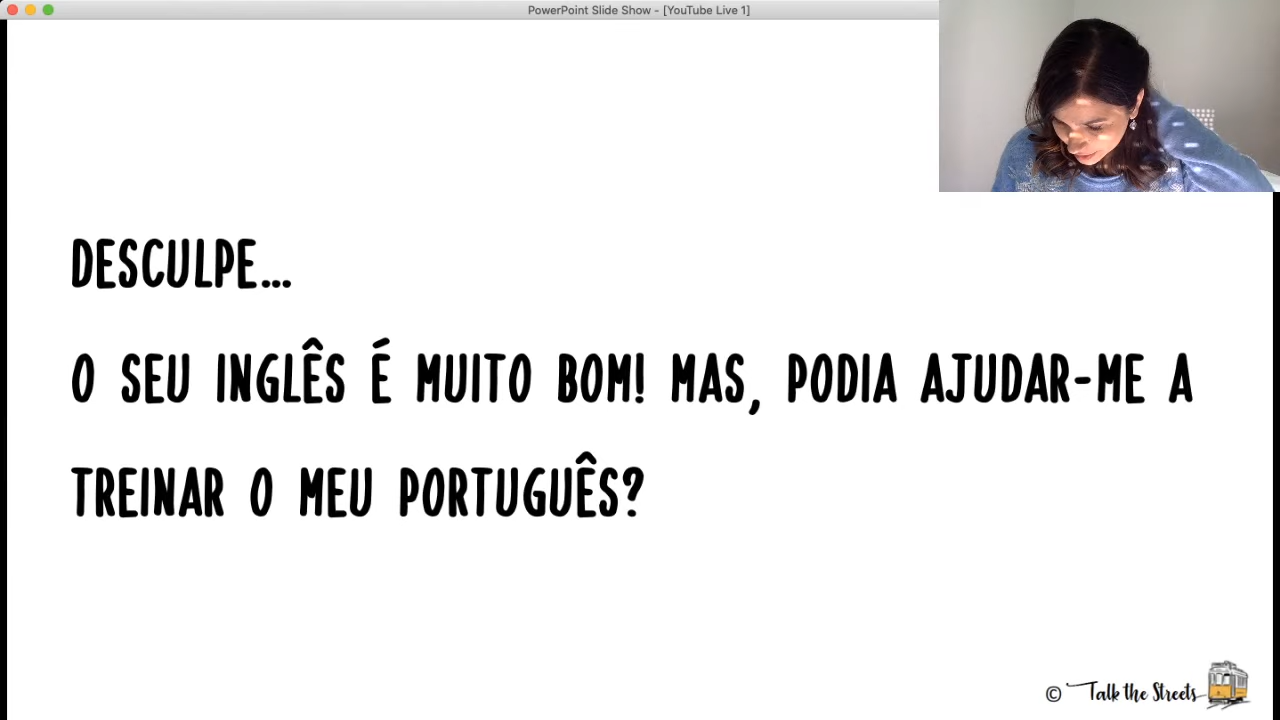 PowerPoint Slide Show - [YouTube Live 1]
DESCULPE...
O SEU INGLÊS É MUITO BOM! MAS, PODIA AJUDAR-ME A
TREINAR O MEU PORTUGUÊS?
© Talk the Streets